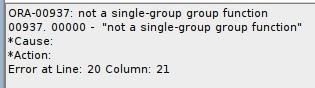 ORA-00937: not a single-group group function
00937. 00000 - "not a single-group group function"
*Cause:
*Action:
Error at Line: 20 Column: 21